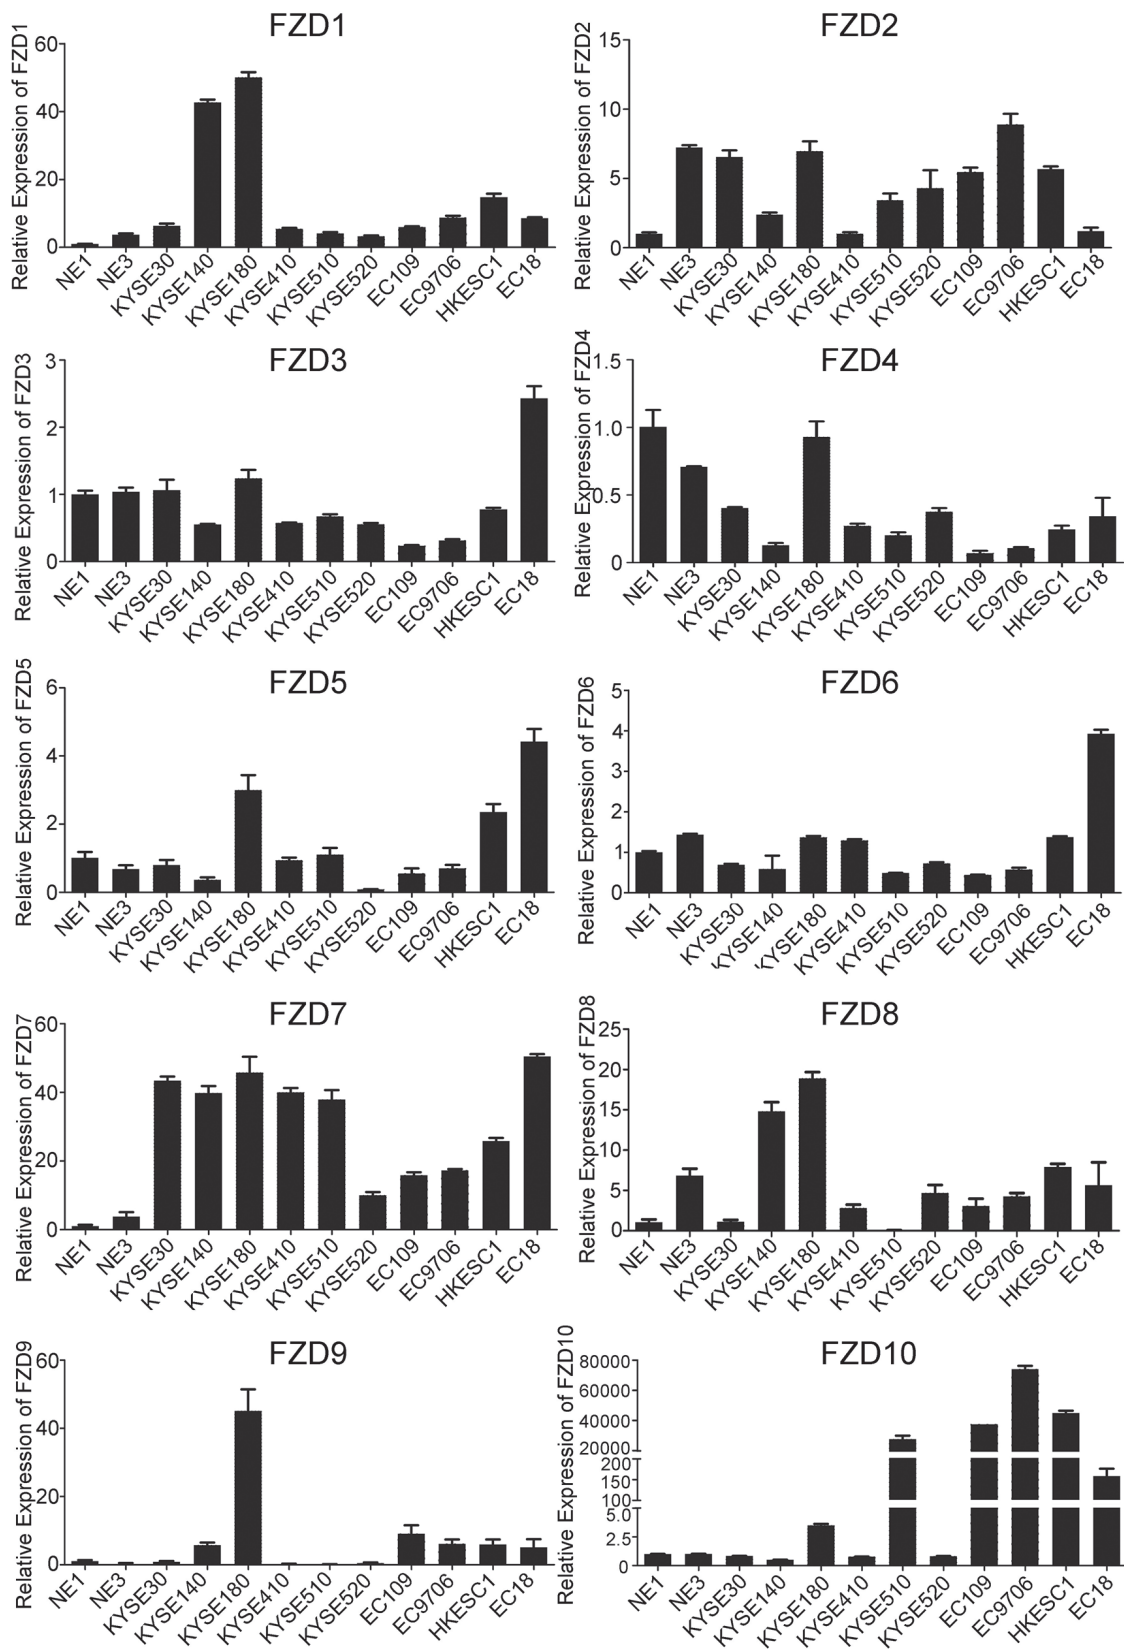 FZD1
Relative Expression of FZD1
60
40
20
0
NE1
NE3
KYSE30
KYSE140
KYSE180
KYSE410
KYSE510
KYSE520
EC109
EC9706
HKESC1
EC18
FZD2
Relative Expression of FZD2
15
10
5
0
NE1
NE3
KYSE30
KYSE140
KYSE180
KYSE410
KYSE510
KYSE520
EC109
EC9706
HKESC1
EC18
FZD3
Relative Expression of FZD3
3
2
1
0
NE1
NE3
KYSE30
KYSE140
KYSE180
KYSE410
KYSE510
KYSE520
EC109
EC9706
HKESC1
EC18
FZD4
Relative Expression of FZD4
1.5
1.0
0.5
0
NE1
NE3
KYSE30
KYSE140
KYSE180
KYSE410
KYSE510
KYSE520
EC109
EC9706
HKESC1
EC18
FZD5
Relative Expression of FZD5
6
4
2
0
NE1
NE3
KYSE30
KYSE140
KYSE180
KYSE410
KYSE510
KYSE520
EC109
EC9706
HKESC1
EC18
FZD6
Relative Expression of FZD6
5
4
3
2
1
0
NE1
NE3
KYSE30
KYSE140
KYSE180
KYSE410
KYSE510
KYSE520
EC109
EC9706
HKESC1
EC18
FZD7
Relative Expression of FZD7
60
40
20
0
NE1
NE3
KYSE30
KYSE140
KYSE180
KYSE410
KYSE510
KYSE520
EC109
EC9706
HKESC1
EC18
FZD8
Relative Expression of FZD8
25
20
15
10
5
0
NE1
NE3
KYSE30
KYSE140
KYSE180
KYSE410
KYSE510
KYSE520
EC109
EC9706
HKESC1
EC18
FZD9
Relative Expression of FZD9
60
40
20
0
NE1
NE3
KYSE30
KYSE140
KYSE180
KYSE410
KYSE510
KYSE520
EC109
EC9706
HKESC1
EC18
FZD10
Relative Expression of FZD10
80000
60000
40000
20000
200
150
100
5.0
2.5
0
NE1
NE3
KYSE30
KYSE140
KYSE180
KYSE410
KYSE510
KYSE520
EC109
EC9706
HKESC1
EC18